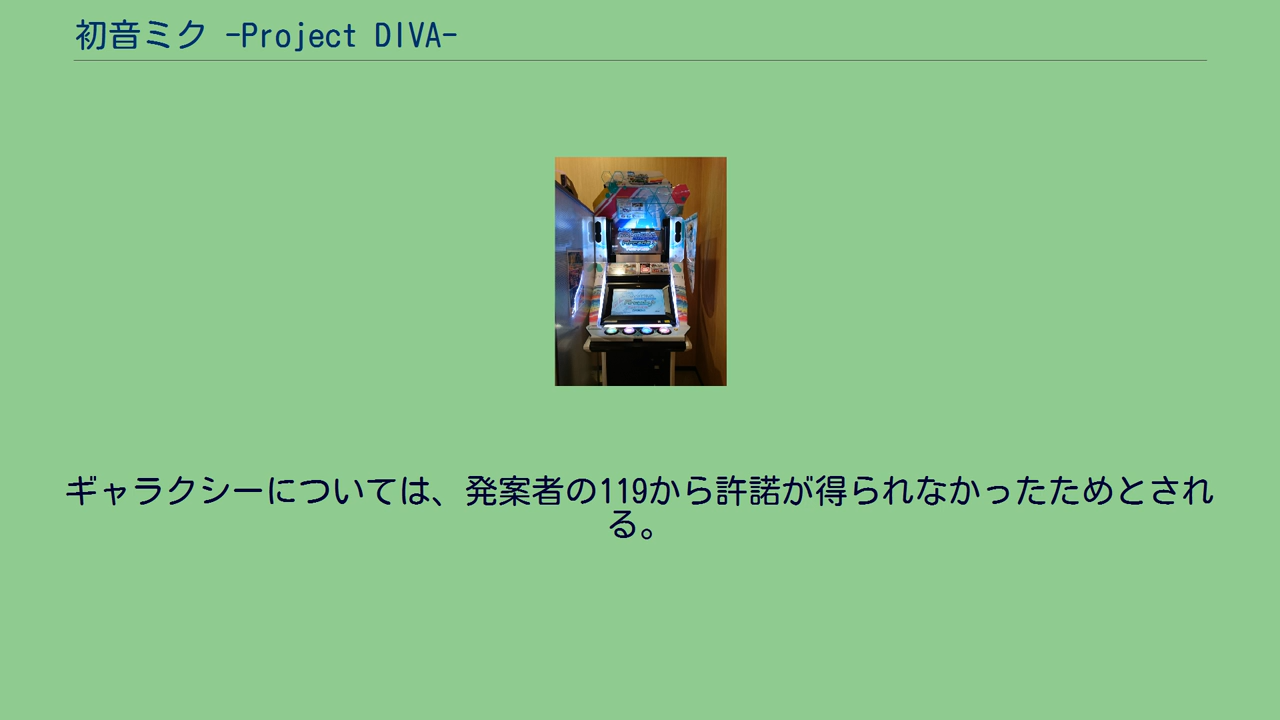 初音ミク -Project DIVA-
ギャラクシーについては、発案者の119から許諾が得られなかったためとされ
る。